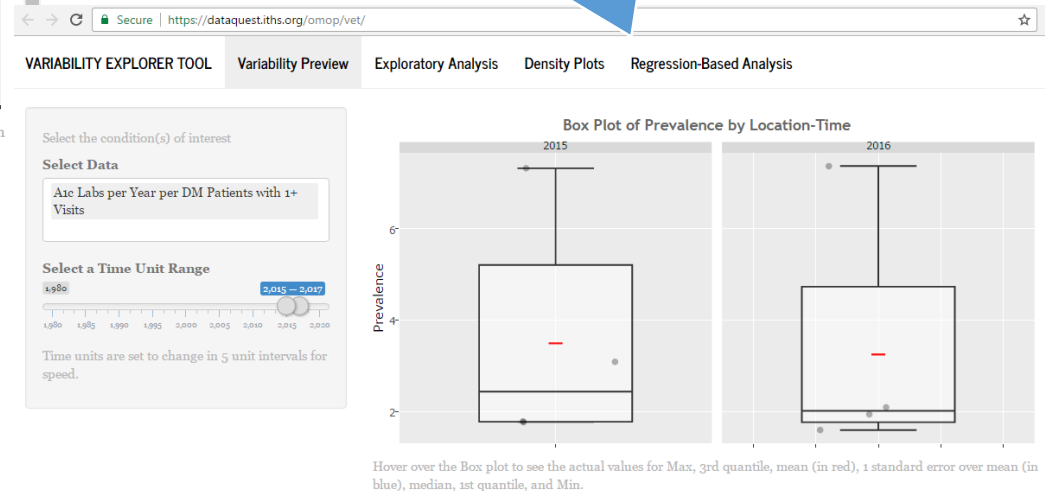 Secure | https://dataquest.iths.org/omop/vet/
VARIABILITY EXPLORER TOOL Variability Preview Exploratory Analysis Density Plots Regression-Based Analysis
Select the condition(s) of interest
Select Data
A1c Labs per Year per DM Patients with 1+
Visits
Select a Time Unit Range
1,980 2,015 — 2,017
1,980 1,985 1,990 1,995 2,000 2,005 2,010 2,015 2,020
Time units are set to change in 5 unit intervals for
speed.
Box Plot of Prevalence by Location-Time
2015 2016
Prevalence
6
4
2
Hover over the Box plot to see the actual values for Max, 3rd quantile, mean (in red), 1 standard error over mean (in
blue), median, 1st quantile, and Min.